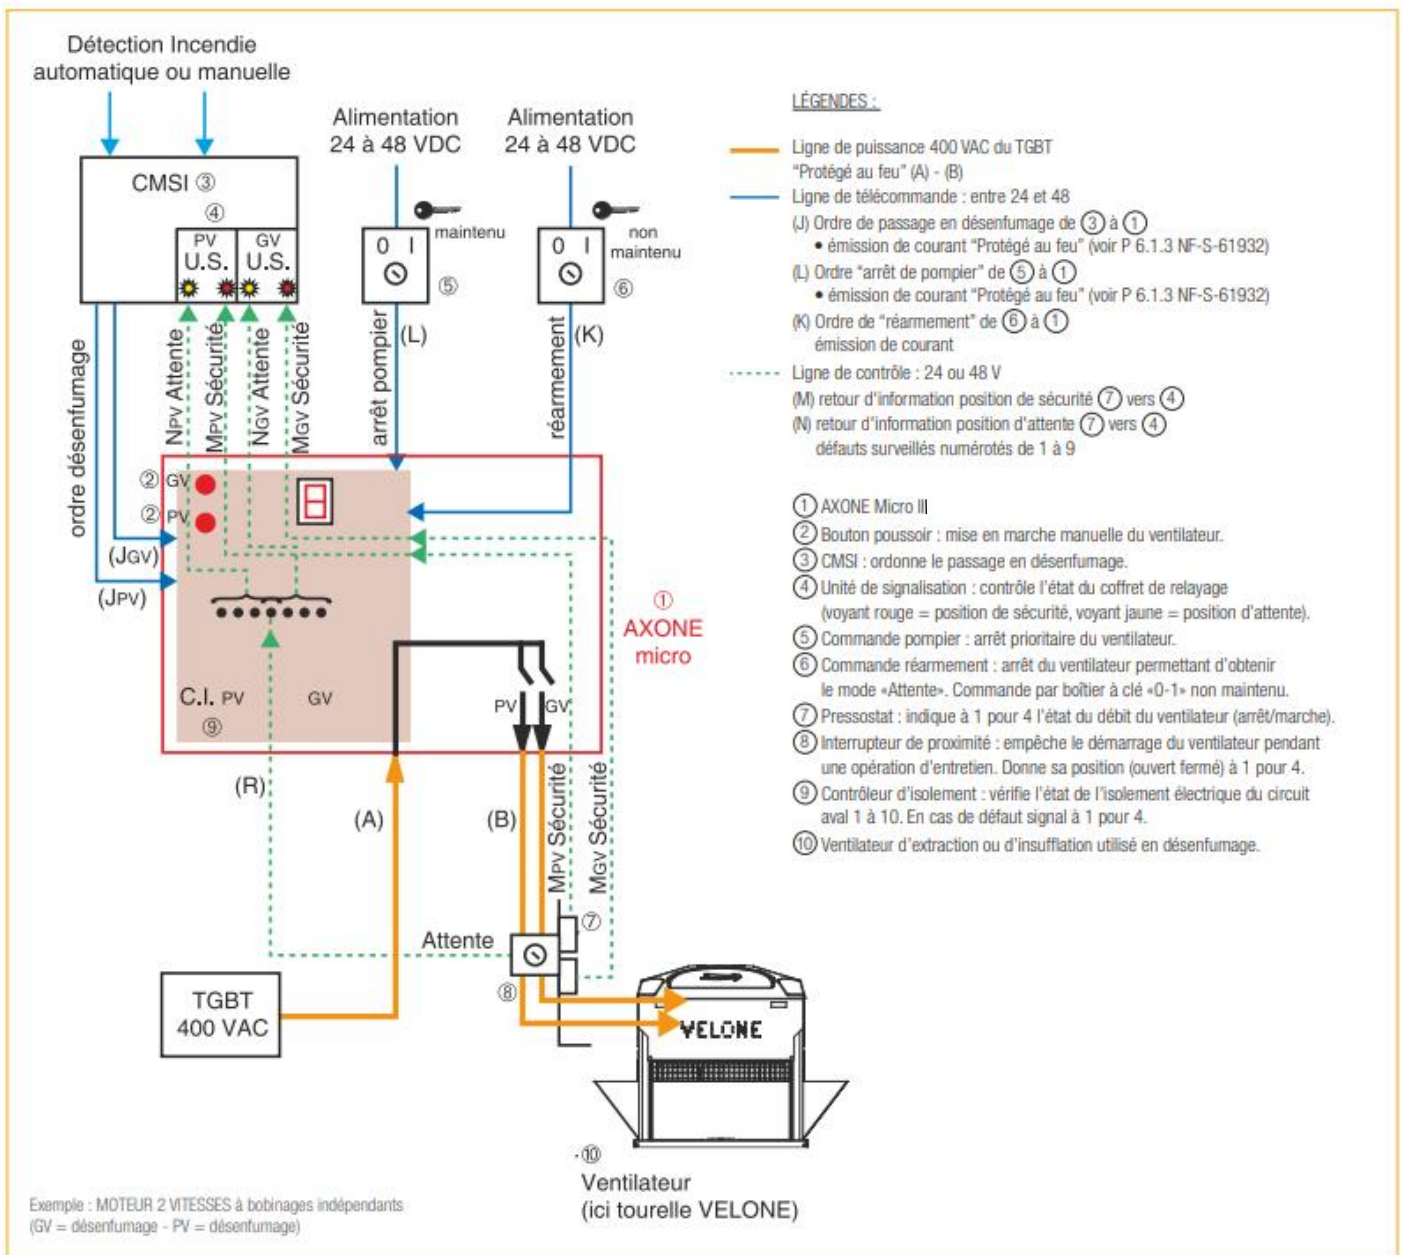 Détection Incendie
automatique ou manuelle
Alimentation
24 à 48 VDC
Alimentation
24 à 48 VDC
CMSI ③
④
PV
U.S.
GV
U.S.
0 I
maintenu
⑤
0 I
non
maintenu
⑥
ordre désenfumage
NPV Attente
MPV Sécurité
NGV Attente
MGV Sécurité
arrêt pompier
(L)
réarmement
(K)
② GV
② PV
(JGV)
(JPV)
①
AXONE
micro
C.I. PV
GV
⑨
PV
GV
(R)
(A)
(B)
MPV Sécurité
MGV Sécurité
Attente
⑦
⑧
TGBT
400 VAC
VELONE
⑩
Ventilateur
(ici tourelle VELONE)
Exemple : MOTEUR 2 VITESSES à bobinages indépendants
(GV = désenfumage - PV = désenfumage)
LÉGENDES :
Ligne de puissance 400 VAC du TGBT
"Protégé au feu" (A) - (B)
Ligne de télécommande : entre 24 et 48
(J) Ordre de passage en désenfumage de ③ à ①
• émission de courant "Protégé au feu" (voir P 6.1.3 NF-S-61932)
(L) Ordre "arrêt de pompier" de ⑤ à ①
• émission de courant "Protégé au feu" (voir P 6.1.3 NF-S-61932)
(K) Ordre de "réarmement" de ⑥ à ①
émission de courant
Ligne de contrôle : 24 ou 48 V
(M) retour d'information position de sécurité ⑦ vers ④
(N) retour d'information position d'attente ⑦ vers ④
défauts surveillés numérotés de 1 à 9
① AXONE Micro III
② Bouton poussoir : mise en marche manuelle du ventilateur.
③ CMSI : ordonne le passage en désenfumage.
④ Unité de signalisation : contrôle l'état du coffret de relayage
(voyant rouge = position de sécurité, voyant jaune = position d'attente).
⑤ Commande pompier : arrêt prioritaire du ventilateur.
⑥ Commande réarmement : arrêt du ventilateur permettant d'obtenir
le mode «Attente». Commande par boîtier à clé «0-1» non maintenu.
⑦ Pressostat : indique à 1 pour 4 l'état du débit du ventilateur (arrêt/marche).
⑧ Interrupteur de proximité : empêche le démarrage du ventilateur pendant
une opération d'entretien. Donne sa position (ouvert fermé) à 1 pour 4.
⑨ Contrôleur d'isolement : vérifie l'état de l'isolement électrique du circuit
aval 1 à 10. En cas de défaut signal à 1 pour 4.
⑩ Ventilateur d'extraction ou d'insufflation utilisé en désenfumage.